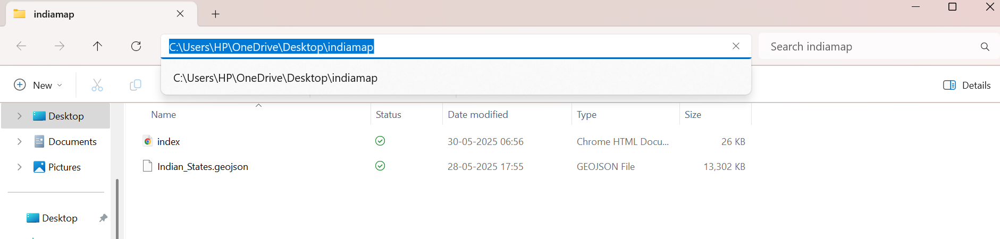 indiamap
C:\Users\HP\OneDrive\Desktop\indiamap
Search indiamap
C:\Users\HP\OneDrive\Desktop\indiamap
New
Details
Desktop
Documents
Pictures
Desktop
Name Status Date modified Type Size
index 30-05-2025 06:56 Chrome HTML Docu... 26 KB
Indian_States.geojson 28-05-2025 17:55 GEOJSON File 13,302 KB